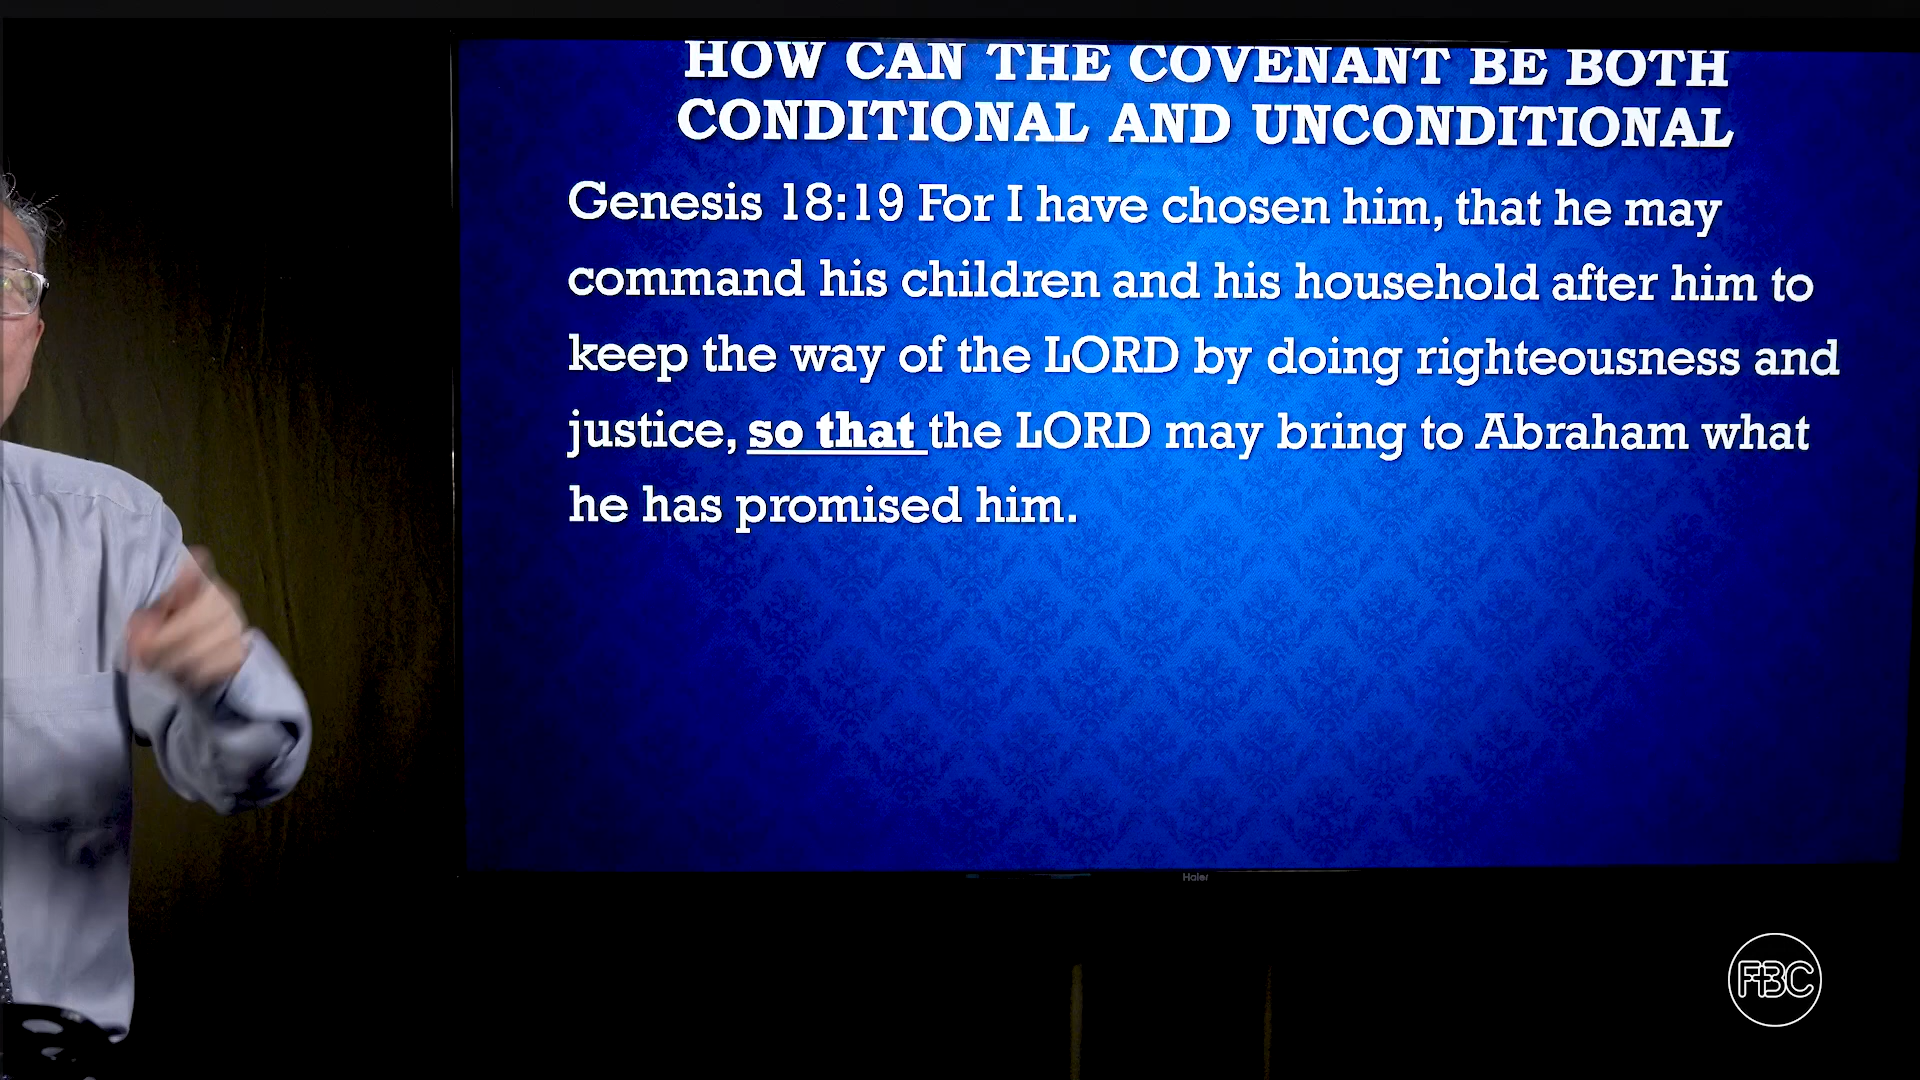 HOW CAN THE COVENANT BE BOTH
CONDITIONAL AND UNCONDITIONAL
Genesis 18:19 For I have chosen him, that he may
command his children and his household after him to
keep the way of the LORD by doing righteousness and
justice, so that the LORD may bring to Abraham what
he has promised him.
Haier
FBC